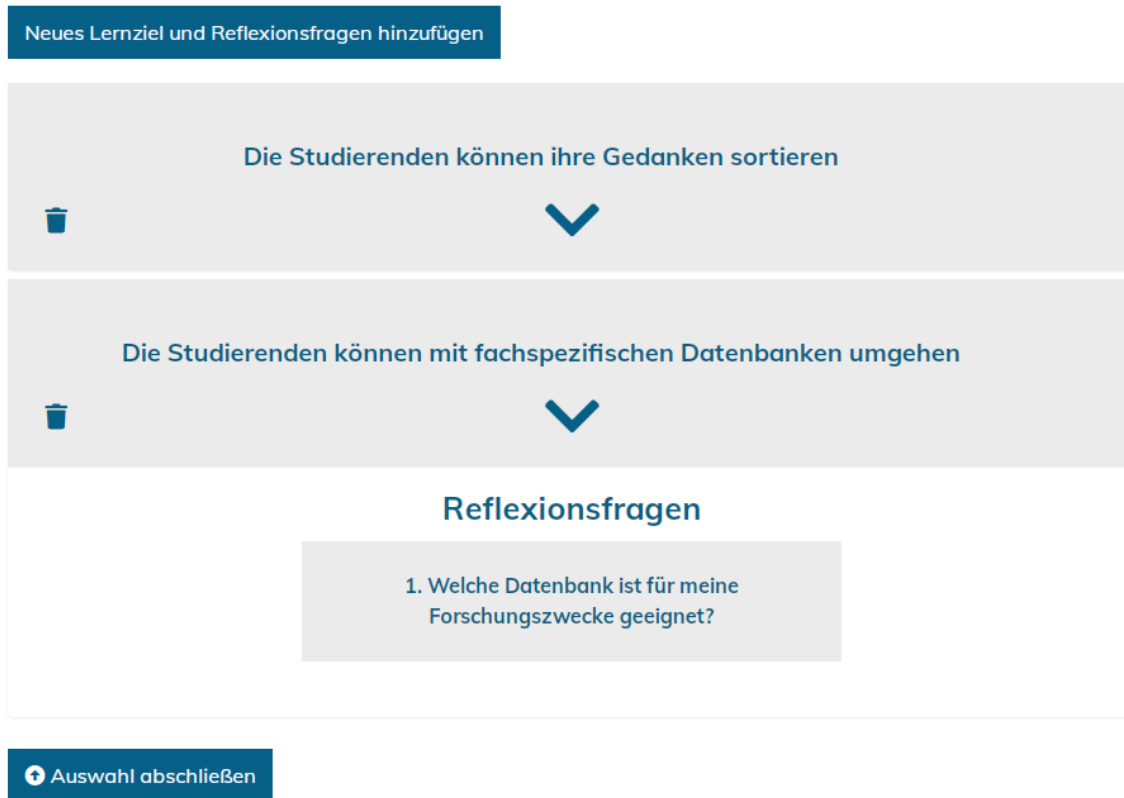 Neues Lernziel und Reflexionsfragen hinzufügen
Die Studierenden können ihre Gedanken sortieren
Die Studierenden können mit fachspezifischen Datenbanken umgehen
Reflexionsfragen
1. Welche Datenbank ist für meine
Forschungszwecke geeignet?
Auswahl abschließen